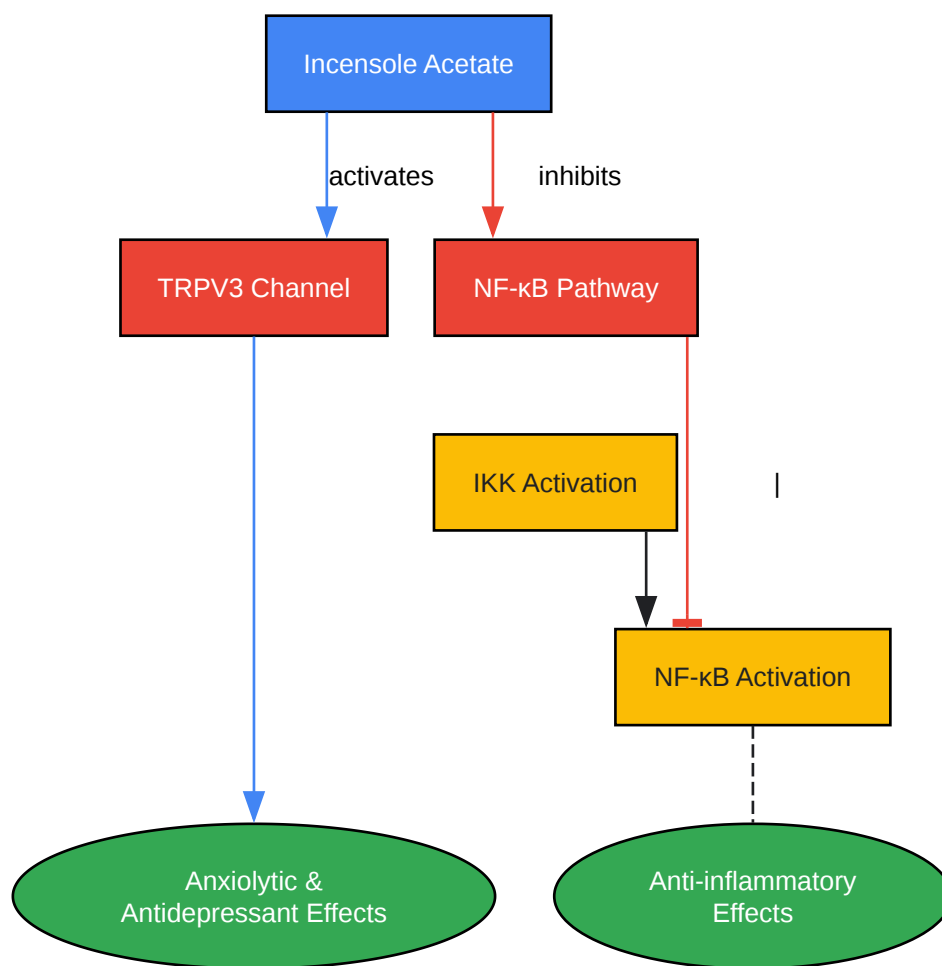 Incensole Acetate
activates
inhibits
TRPV3 Channel
NF-κB Pathway
IKK Activation
|
NF-κB Activation
Anxiolytic &
Antidepressant Effects
Anti-inflammatory
Effects